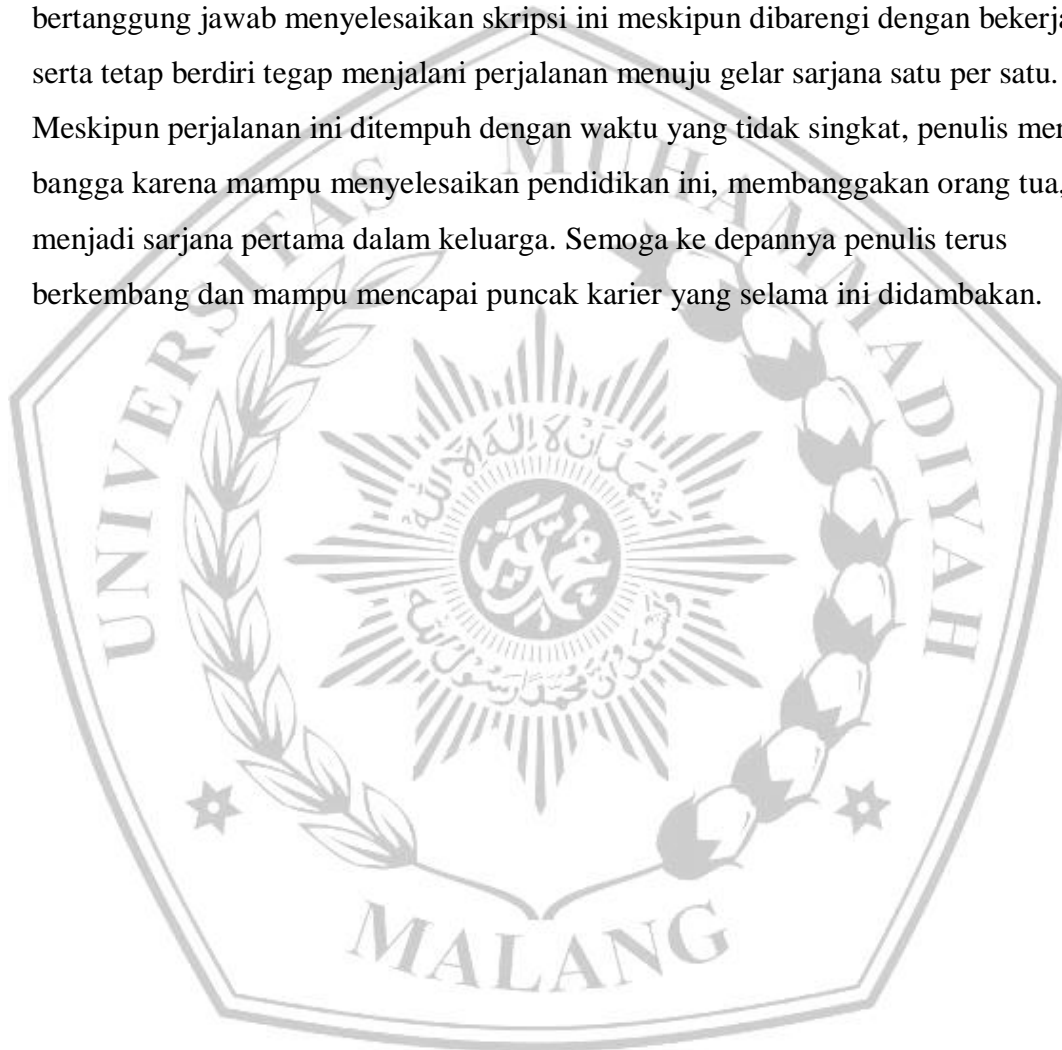 bertanggung jawab menyelesaikan skripsi ini meskipun dibarengi dengan bekerja
serta tetap berdiri tegap menjalani perjalanan menuju gelar sarjana satu per satu.
Meskipun perjalanan ini ditempuh dengan waktu yang tidak singkat, penulis
bangga karena mampu menyelesaikan pendidikan ini, membanggakan orang tua,
menjadi sarjana pertama dalam keluarga. Semoga ke depannya penulis terus
berkembang dan mampu mencapai puncak karier yang selama ini didambakan.
UNIVERSITAS MUHAMMADIYAH
MALANG